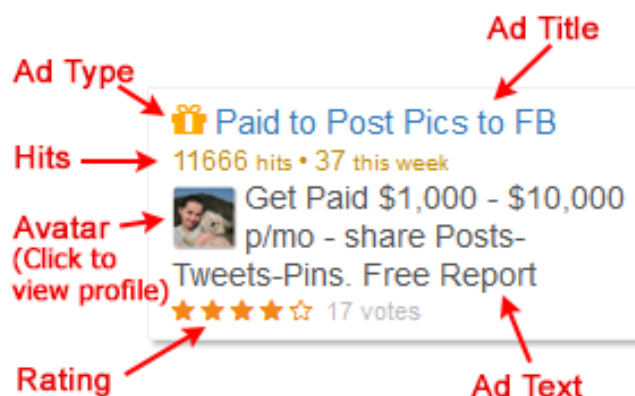 Ad Title
Ad Type
Paid to Post Pics to FB
Hits
11666 hits • 37 this week
Get Paid $1,000 - $10,000
Avatar
p/mo - share Posts-
(Click to
Tweets-Pins. Free Report
view profile)
17 votes
Rating
Ad Text